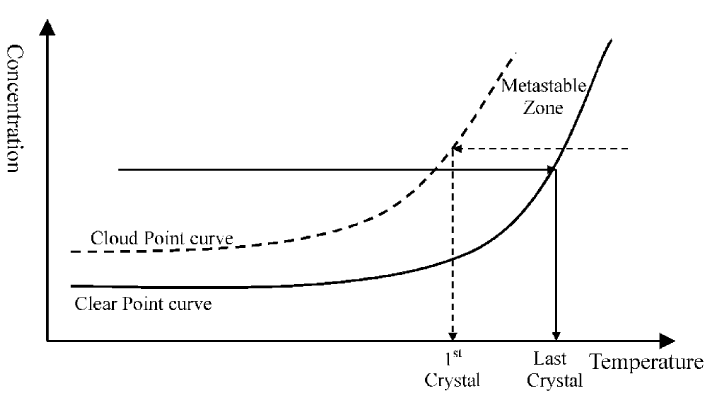 Concentration
Metastable
Zone
Cloud Point curve
Clear Point curve
1st
Crystal
Last
Crystal
Temperature